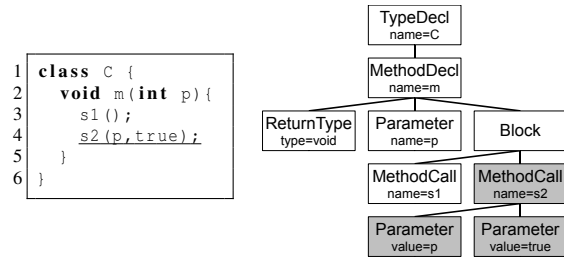 1 class C {
2 void m(int p){
3 s1();
4 s2(p,true);
5 }
6 }
TypeDecl
name=C
MethodDecl
name=m
ReturnType
type=void
Parameter
name=p
Block
MethodCall
name=s1
MethodCall
name=s2
Parameter
value=p
Parameter
value=true